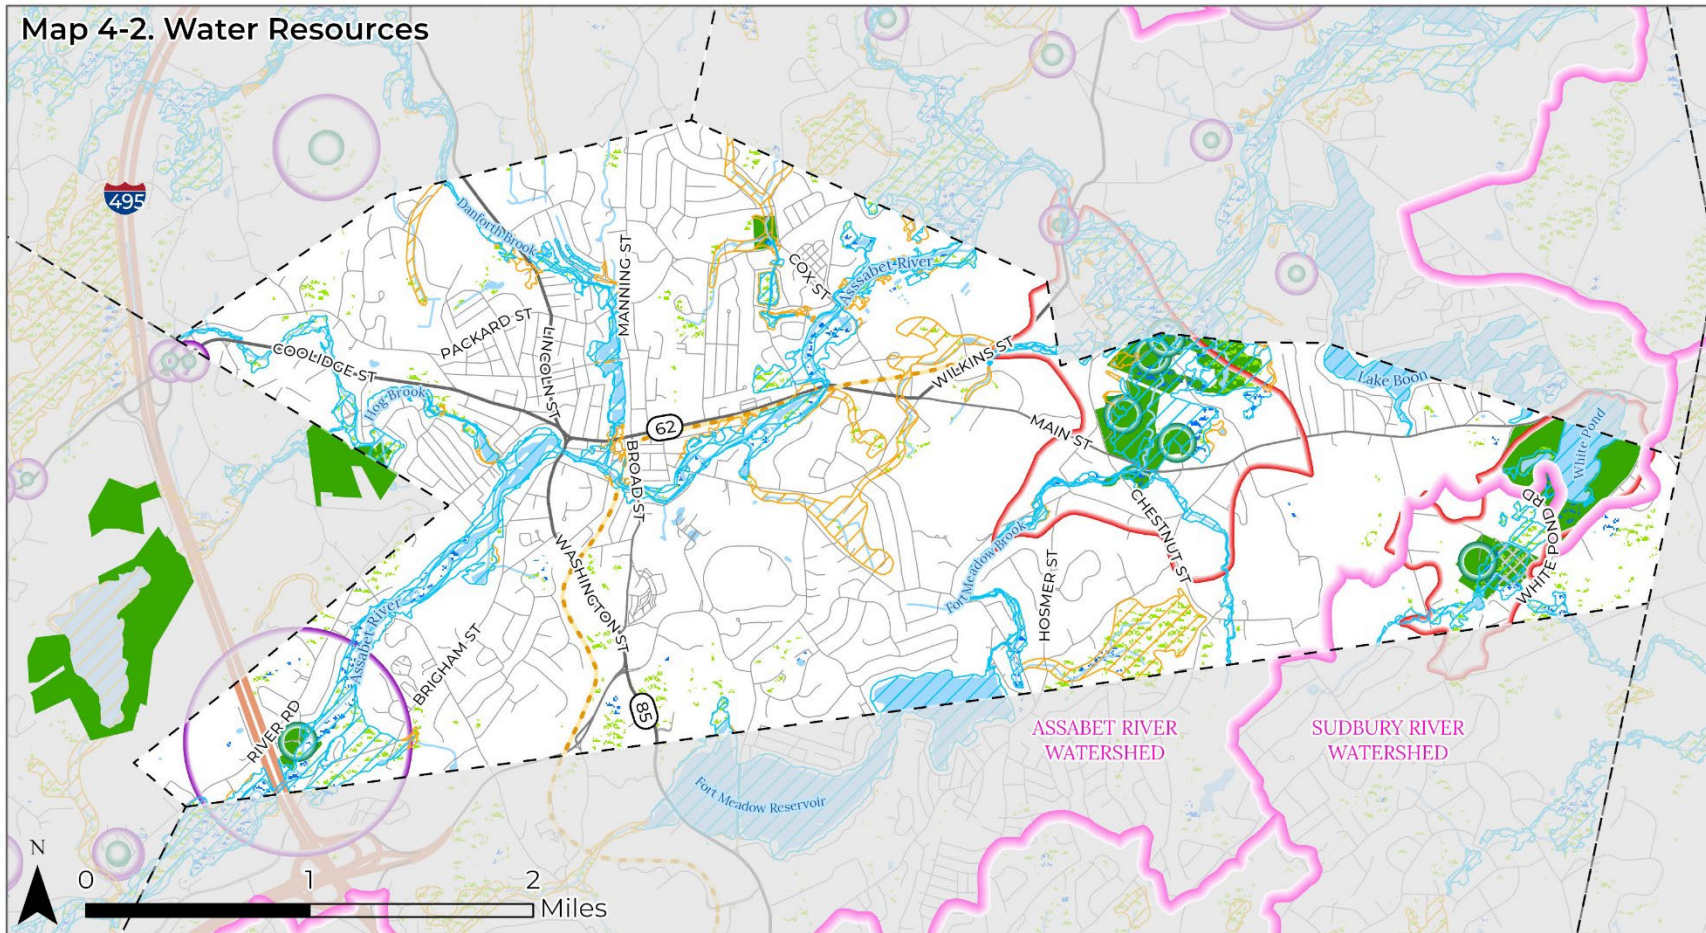 Map 4-2. Water Resources
495
Danforth Brook
MANNING ST
COX ST
Asssabet River
PACKARD ST
LINCOLN ST
COOLIDGE ST
WILKINS ST
Hog Brook
Lake Boon
62
MAIN ST
White Pond
BROAD ST
CHESTNUT ST
WHITE POND RD
Fort Meadow Brook
WASHINGTON ST
HOSMER ST
Assabet River
BRIGHAM ST
RIVER RD
85
ASSABET RIVER
WATERSHED
SUDBURY RIVER
WATERSHED
Fort Meadow Reservoir
N
0 1 2
Miles